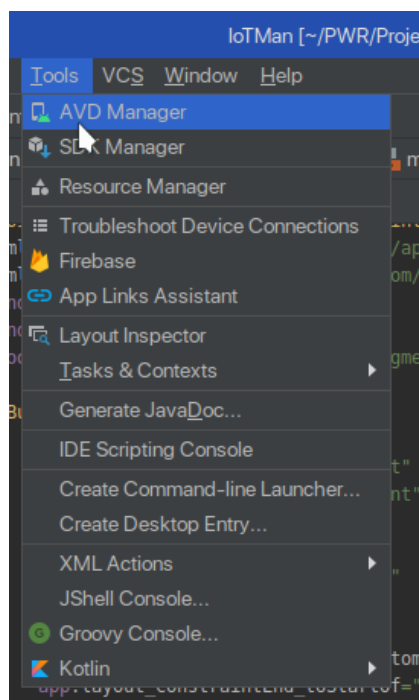 IoTMan [~/PWR/Proje
Tools VCS Window Help
AVD Manager
SDK Manager
Resource Manager
Troubleshoot Device Connections
Firebase
App Links Assistant
Layout Inspector
Tasks & Contexts
Generate JavaDoc...
IDE Scripting Console
Create Command-line Launcher...
Create Desktop Entry...
XML Actions
JShell Console...
Groovy Console...
Kotlin